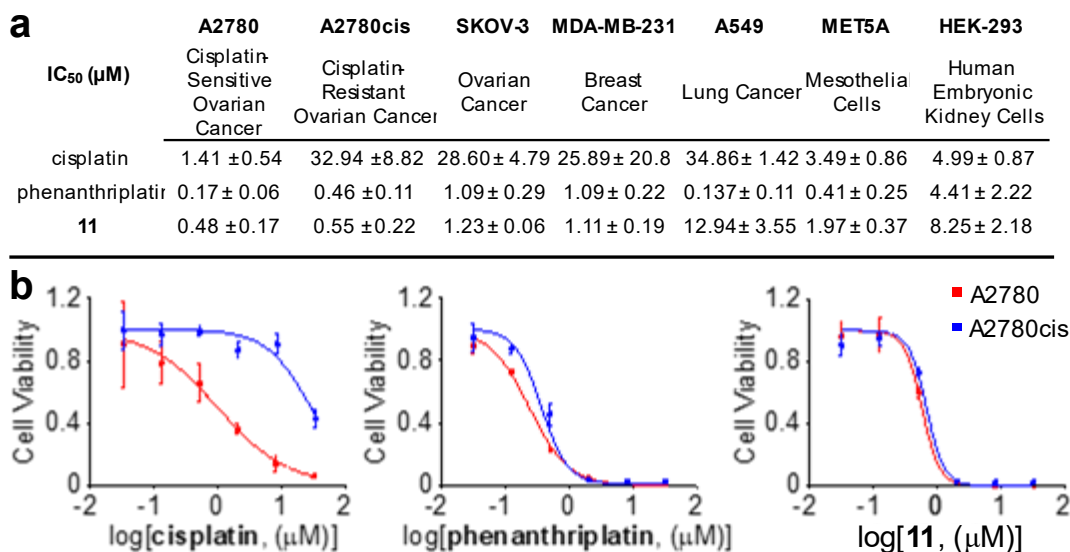 a
A2780 A2780cis SKOV-3 MDA-MB-231 A549 MET5A HEK-293
IC50 (µM) Cisplatin-Sensitive Ovarian Cancer Cisplatin-Resistant Ovarian Cancer Ovarian Cancer Breast Cancer Lung Cancer Mesothelial Cells Human Embryonic Kidney Cells
cisplatin 1.41 ±0.54 32.94 ±8.82 28.60± 4.79 25.89± 20.8 34.86± 1.42 3.49± 0.86 4.99± 0.87
phenanthriplatin 0.17± 0.06 0.46 ±0.11 1.09± 0.29 1.09± 0.22 0.137± 0.11 0.41± 0.25 4.41± 2.22
11 0.48 ±0.17 0.55 ±0.22 1.23± 0.06 1.11± 0.19 12.94± 3.55 1.97± 0.37 8.25± 2.18
b
Cell Viability
1.2
0.8
0.4
0
-2 -1 0 1 2
log[cisplatin, (µM)]
Cell Viability
1.2
0.8
0.4
0
-2 -1 0 1 2
log[phenanthriplatin, (µM)]
Cell Viability
1.2
0.8
0.4
0
-2 -1 0 1 2
log[11, (µM)]
A2780
A2780cis